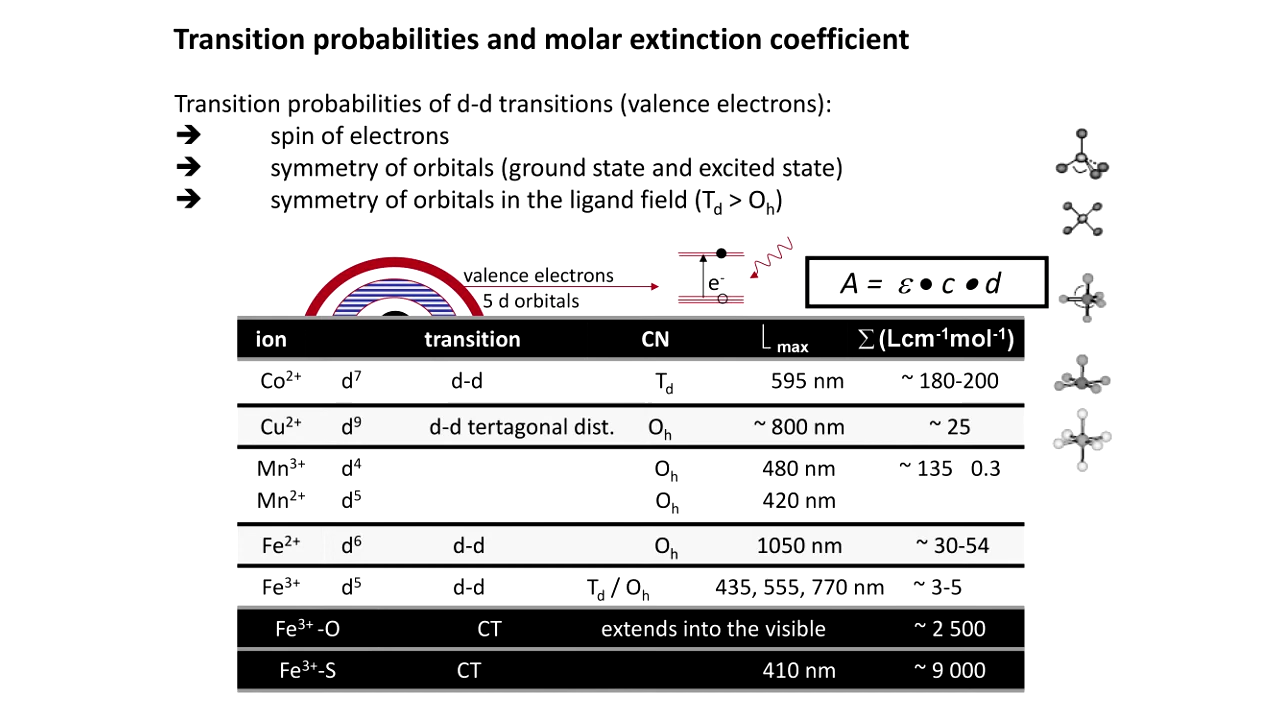 Transition probabilities and molar extinction coefficient
Transition probabilities of d-d transitions (valence electrons):
➔ spin of electrons
➔ symmetry of orbitals (ground state and excited state)
➔ symmetry of orbitals in the ligand field (Td > Oh)
valence electrons
5 d orbitals
e-
A = ε • c • d
ion transition CN Lmax ∑(Lcm-1mol-1)
Co2+ d7 d-d Td 595 nm ~ 180-200
Cu2+ d9 d-d tertagonal dist. Oh ~ 800 nm ~ 25
Mn3+ d4 Oh 480 nm ~ 135 0.3
Mn2+ d5 Oh 420 nm
Fe2+ d6 d-d Oh 1050 nm ~ 30-54
Fe3+ d5 d-d Td / Oh 435, 555, 770 nm ~ 3-5
Fe3+ -O CT extends into the visible ~ 2 500
Fe3+-S CT 410 nm ~ 9 000